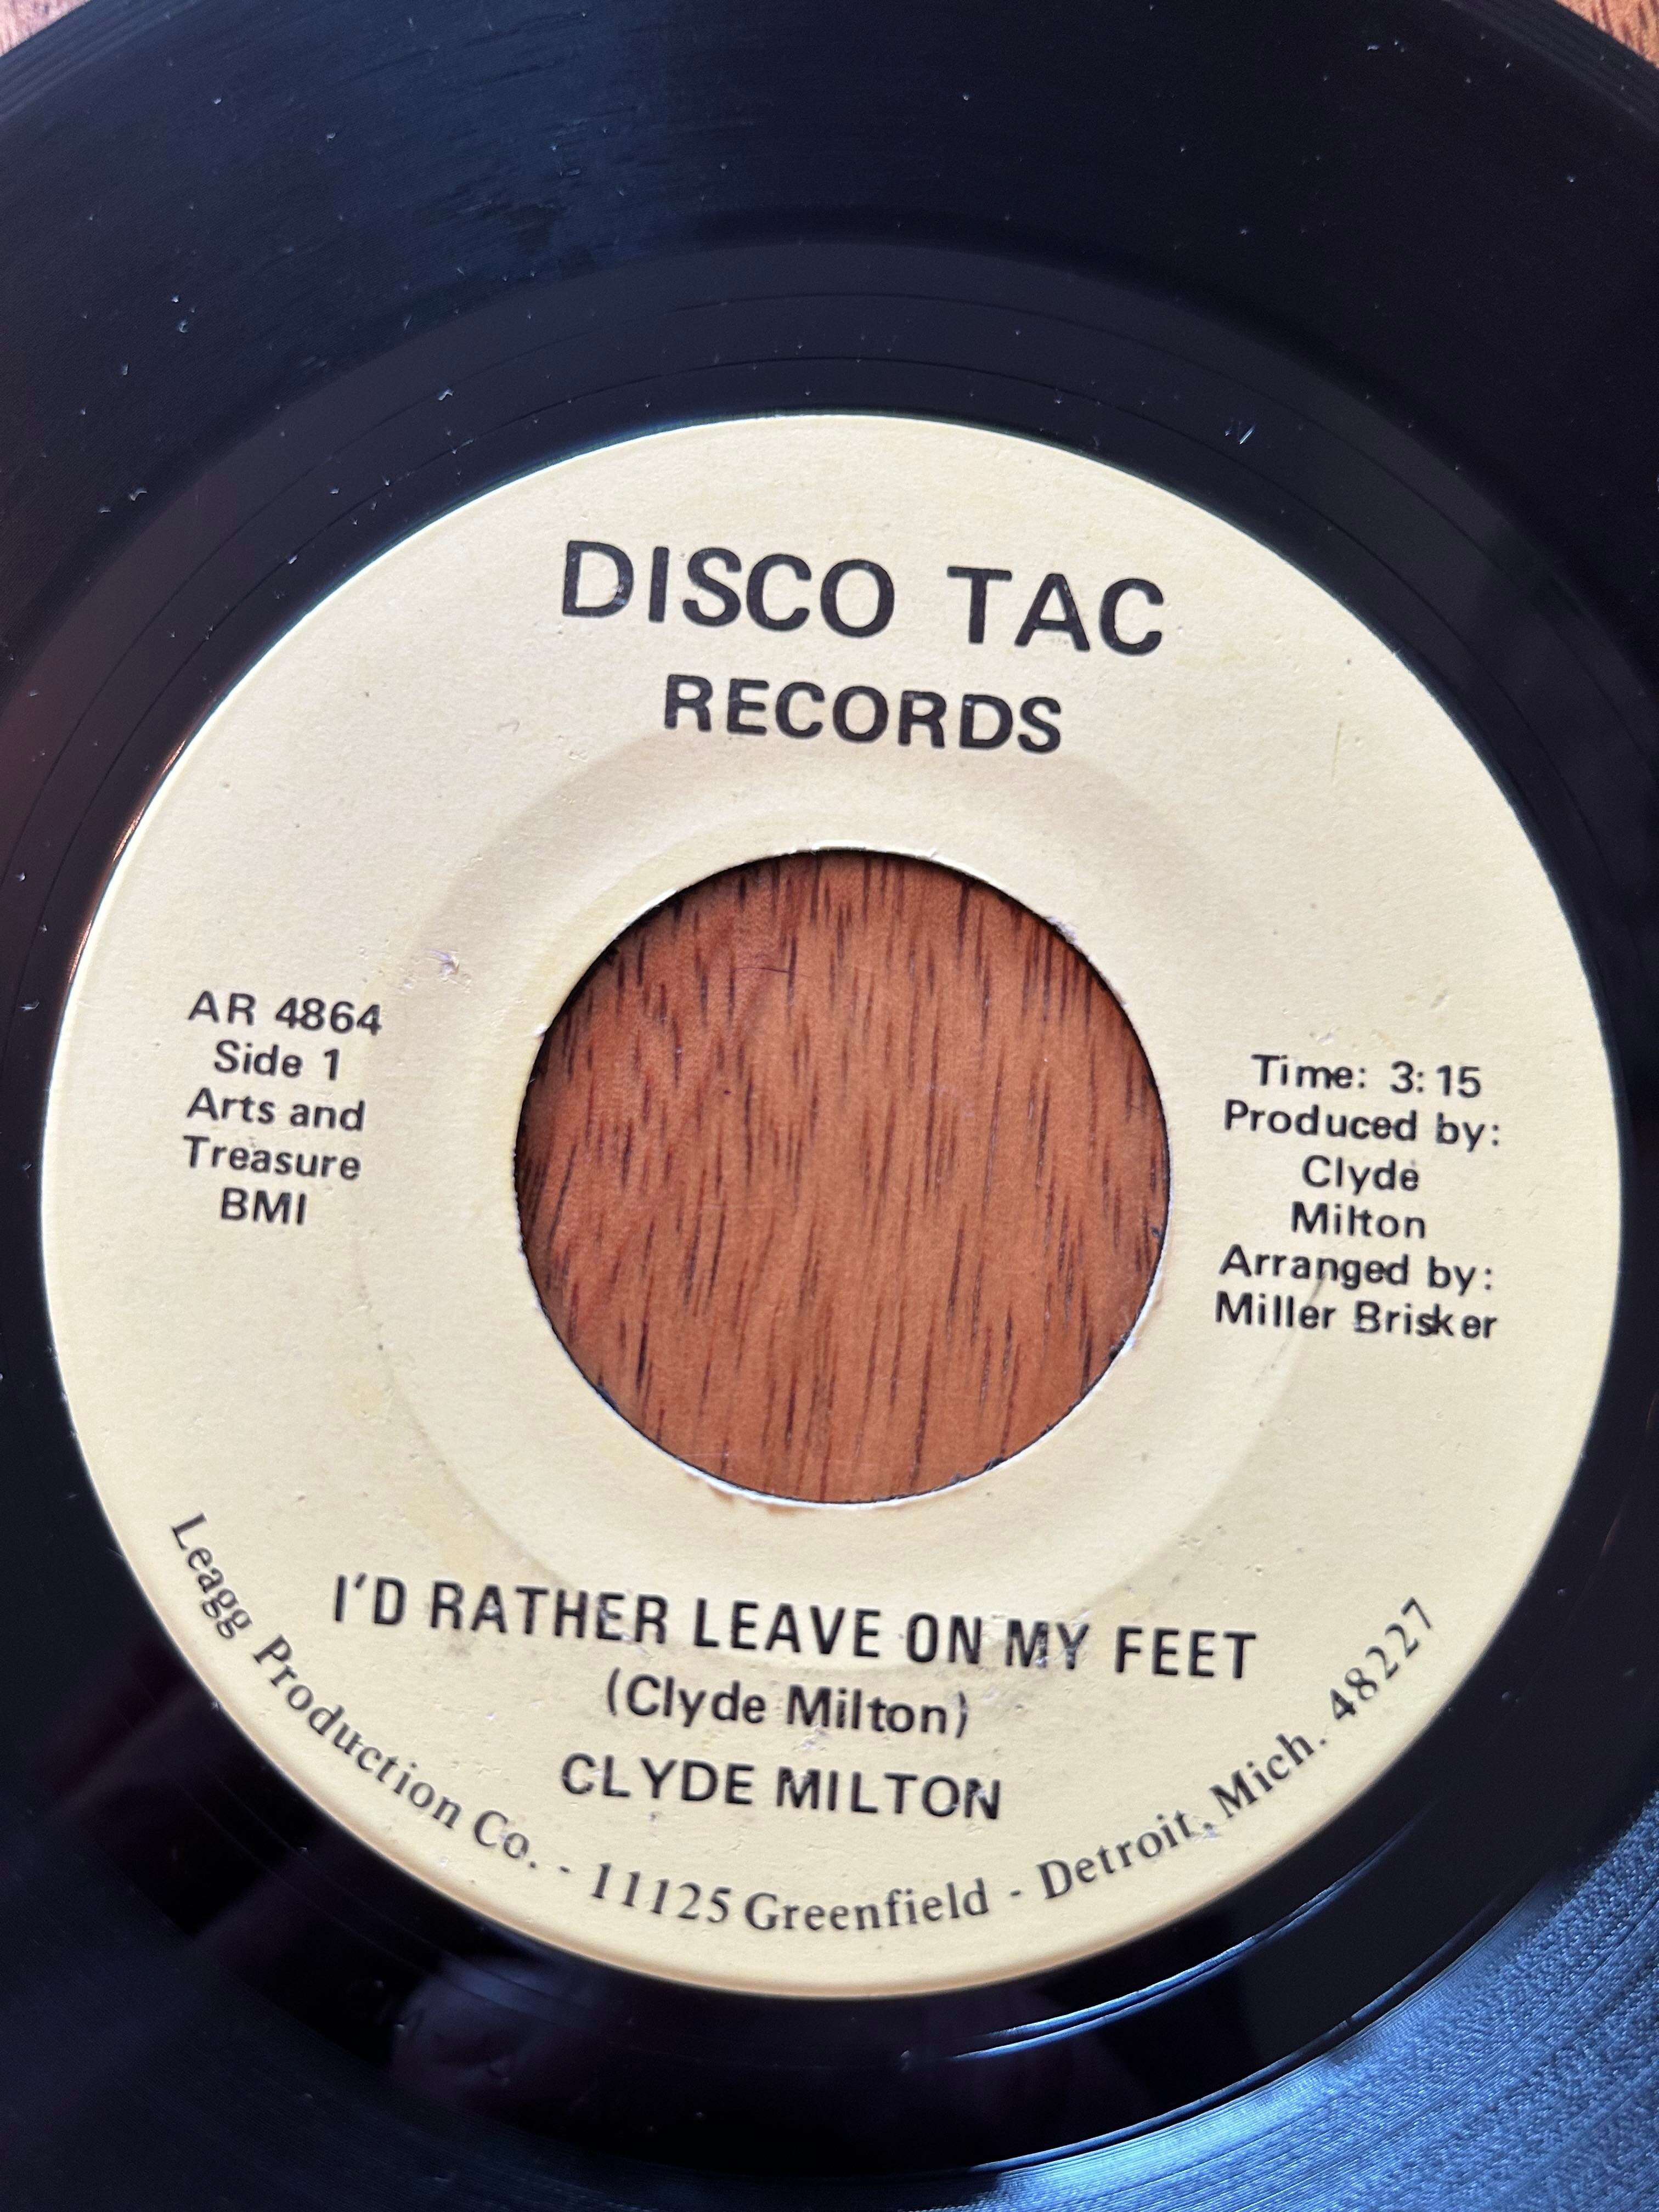 DISCO TAC
RECORDS
AR 4864
Side 1
Arts and
Treasure
BMI
Time: 3:15
Produced by:
Clyde
Milton
Arranged by:
Miller Brisker
I'D RATHER LEAVE ON MY FEET
(Clyde Milton)
CLYDE MILTON
Leagg Production Co. - 11125 Greenfield - Detroit, Mich. 48227